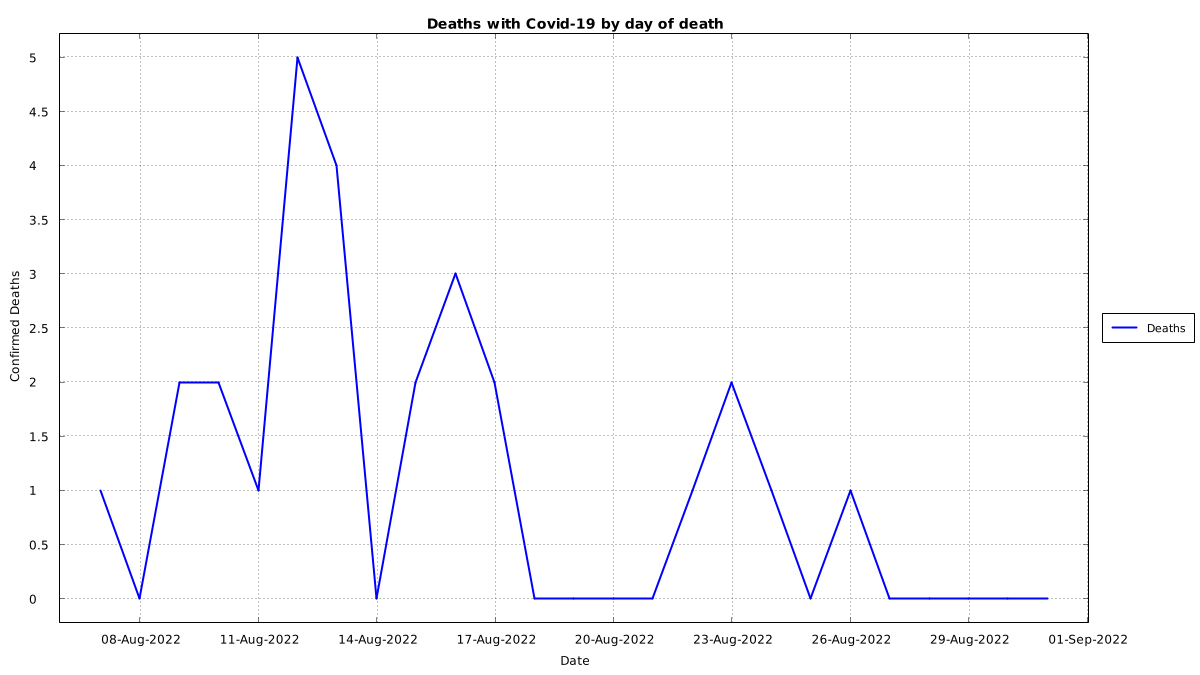 Deaths with Covid-19 by day of death
5
4.5
4
3.5
3
2.5
2
1.5
1
0.5
0
Confirmed Deaths
08-Aug-2022
11-Aug-2022
14-Aug-2022
17-Aug-2022
20-Aug-2022
23-Aug-2022
26-Aug-2022
29-Aug-2022
01-Sep-2022
Date
Deaths